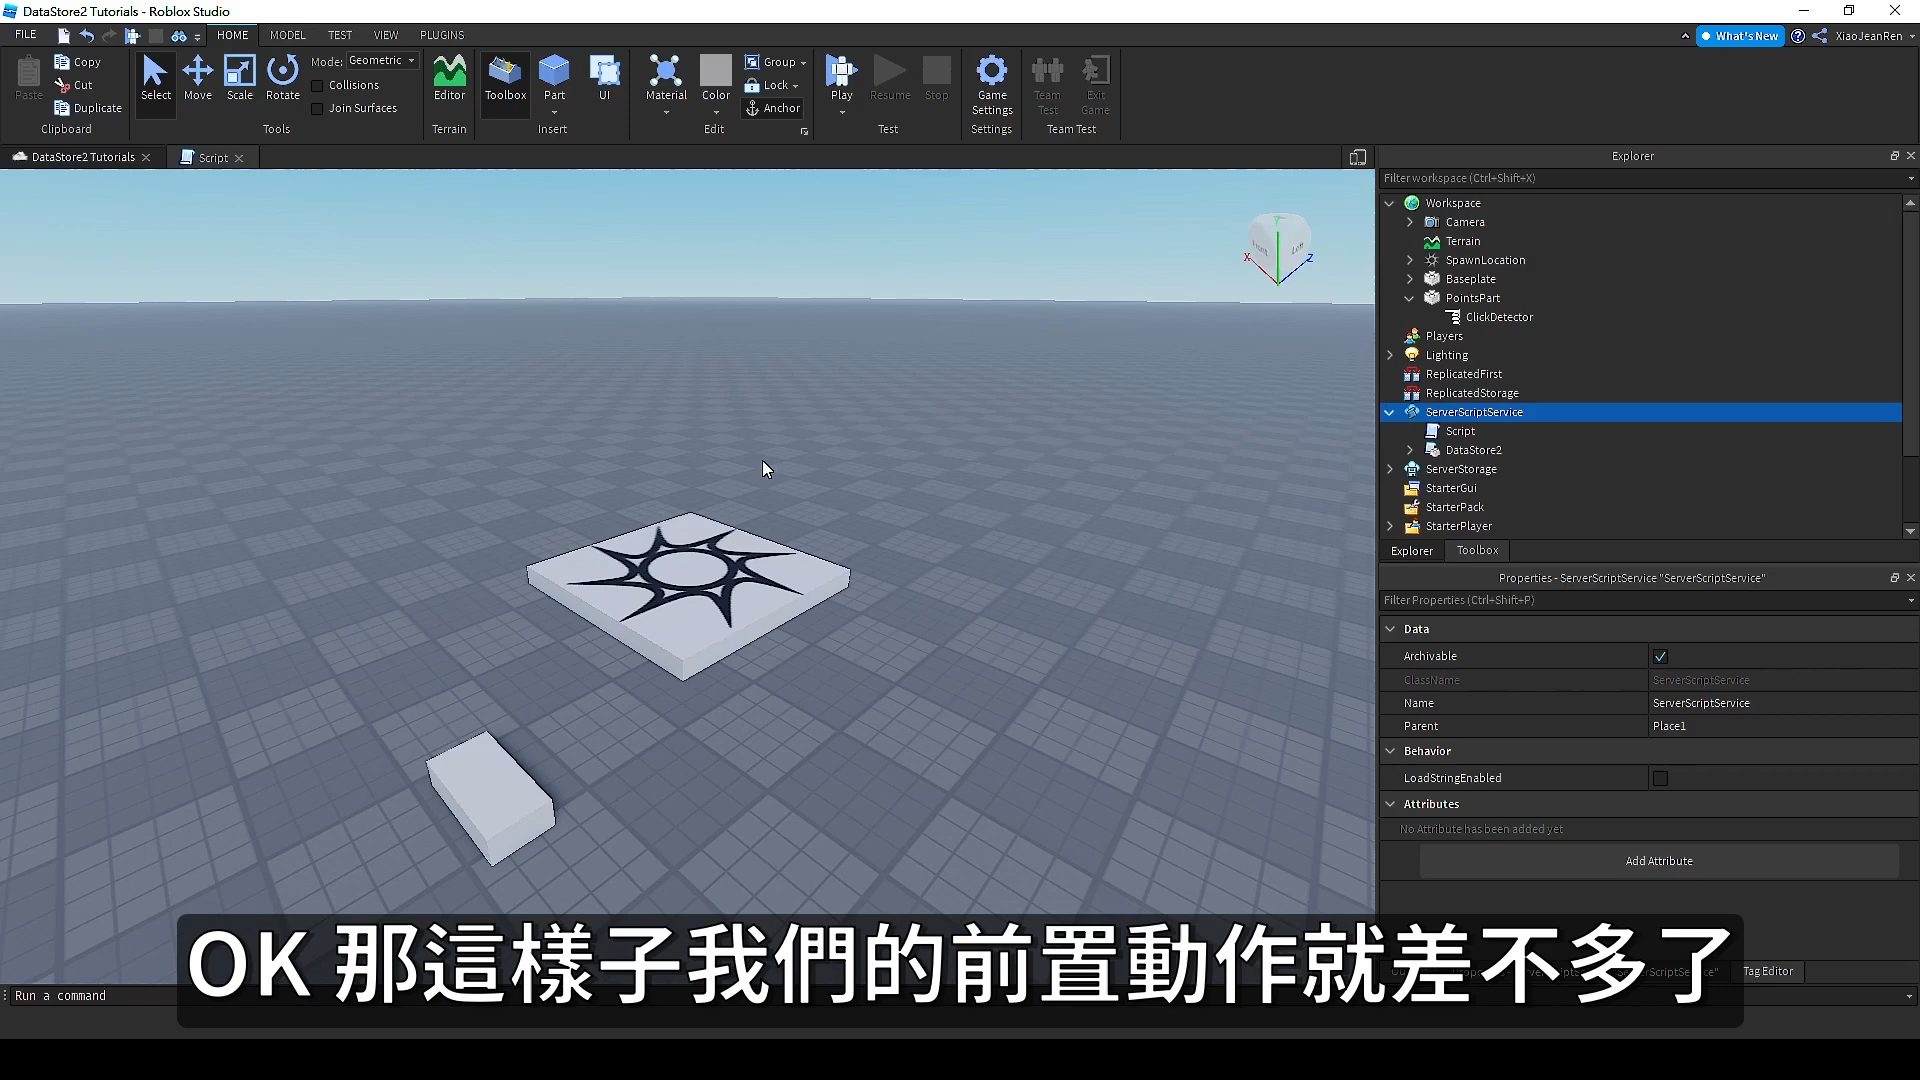 DataStore2 Tutorials - Roblox Studio
FILE HOME MODEL TEST VIEW PLUGINS What's New XiaoJeanRen
Paste Copy Cut Duplicate Clipboard
Select Move Scale Rotate Mode: Geometric Collisions Join Surfaces Tools
Editor Terrain
Toolbox Part UI Insert
Material Color Group Lock Anchor Edit
Play Resume Stop Test
Game Settings Settings
Team Test Exit Game Team Test
DataStore2 Tutorials Script
Explorer
Filter workspace (Ctrl+Shift+X)
Workspace
Camera
Terrain
SpawnLocation
Baseplate
PointsPart
ClickDetector
Players
Lighting
ReplicatedFirst
ReplicatedStorage
ServerScriptService
Script
DataStore2
ServerStorage
StarterGui
StarterPack
StarterPlayer
Explorer Toolbox
Properties - ServerScriptService "ServerScriptService"
Filter Properties (Ctrl+Shift+P)
Data
Archivable
ClassName ServerScriptService
Name ServerScriptService
Parent Place1
Behavior
LoadStringEnabled
Attributes
No Attribute has been added yet
Add Attribute
X Z
OK 那這樣子我們的前置動作就差不多了
Tag Editor
Run a command